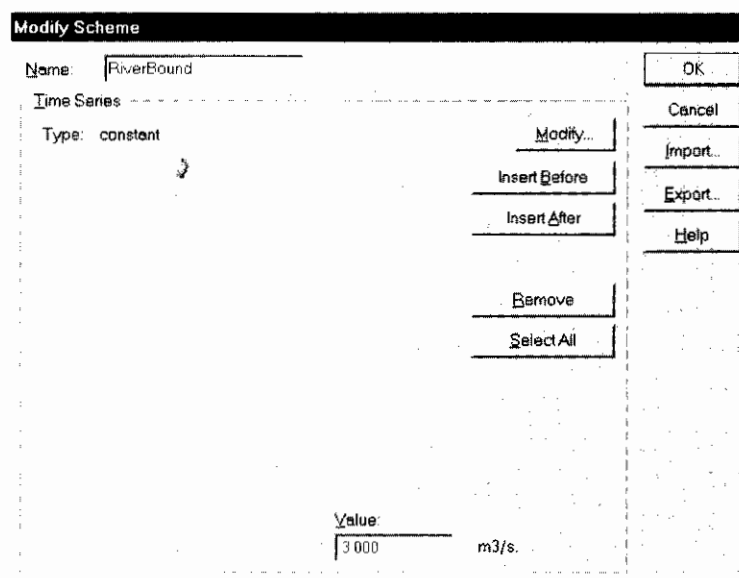 Modify Scheme
Name: RiverBound
OK
Time Series
Cancel
Type: constant
Modify...
Import...
Insert Before
Export...
Insert After
Help
Remove
Select All
Value:
3 000 m3/s.